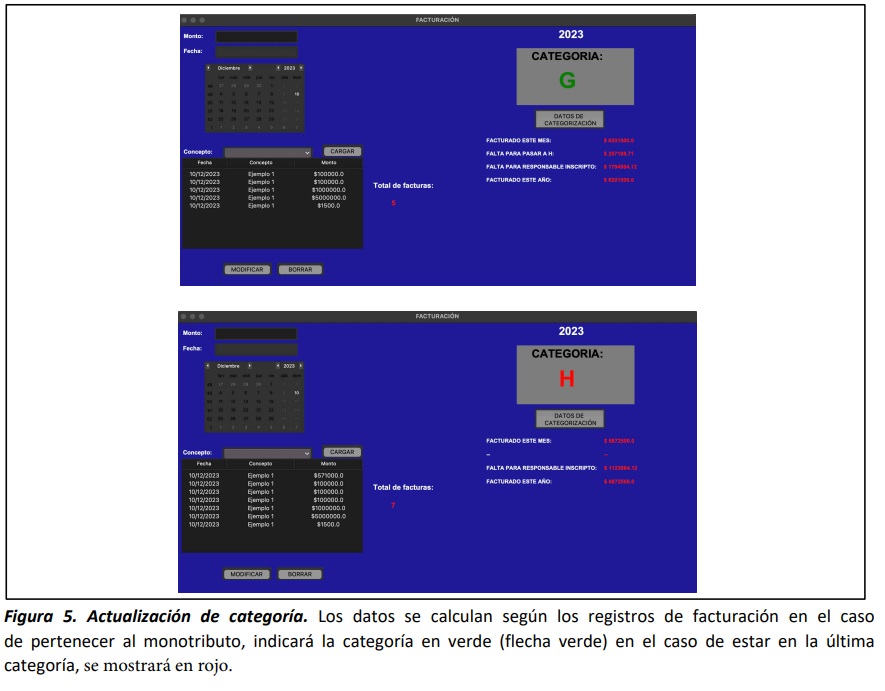 FACTURACIÓN
Monto:
Fecha:
Diciembre 2023
10
Concepto: CARGAR
Fecha Concepto Monto
10/12/2023 Ejemplo 1 $100000.0
10/12/2023 Ejemplo 1 $100000.0
10/12/2023 Ejemplo 1 $1000000.0
10/12/2023 Ejemplo 1 $5000000.0
10/12/2023 Ejemplo 1 $1500.0
MODIFICAR BORRAR
Total de facturas:
5
2023
CATEGORIA:
G
DATOS DE
CATEGORIZACIÓN
FACTURADO ESTE MES:
FALTA PARA PASAR A H:
FALTA PARA RESPONSABLE INSCRIPTO:
FACTURADO ESTE AÑO:
FACTURACIÓN
Monto:
Fecha:
Diciembre 2023
10
Concepto: CARGAR
Fecha Concepto Monto
10/12/2023 Ejemplo 1 $571000.0
10/12/2023 Ejemplo 1 $100000.0
10/12/2023 Ejemplo 1 $100000.0
10/12/2023 Ejemplo 1 $100000.0
10/12/2023 Ejemplo 1 $1000000.0
10/12/2023 Ejemplo 1 $5000000.0
10/12/2023 Ejemplo 1 $1500.0
MODIFICAR BORRAR
Total de facturas:
7
2023
CATEGORIA:
H
DATOS DE
CATEGORIZACIÓN
FACTURADO ESTE MES:
FALTA PARA RESPONSABLE INSCRIPTO:
FACTURADO ESTE AÑO:
Figura 5. Actualización de categoría. Los datos se calculan según los registros de facturación en el caso
de pertenecer al monotributo, indicará la categoría en verde (flecha verde) en el caso de estar en la última
categoría, se mostrará en rojo.